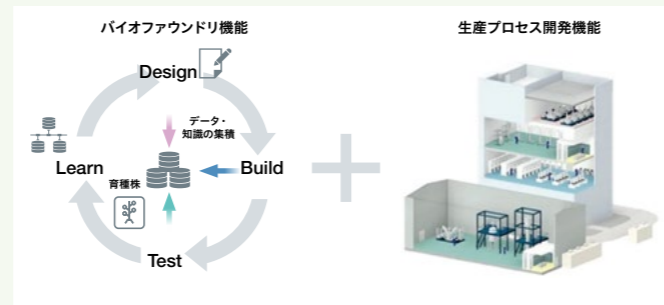 バイオファウンドリ機能
生産プロセス開発機能
Design
データ・
知識の集積
Learn
Build
育種株
Test